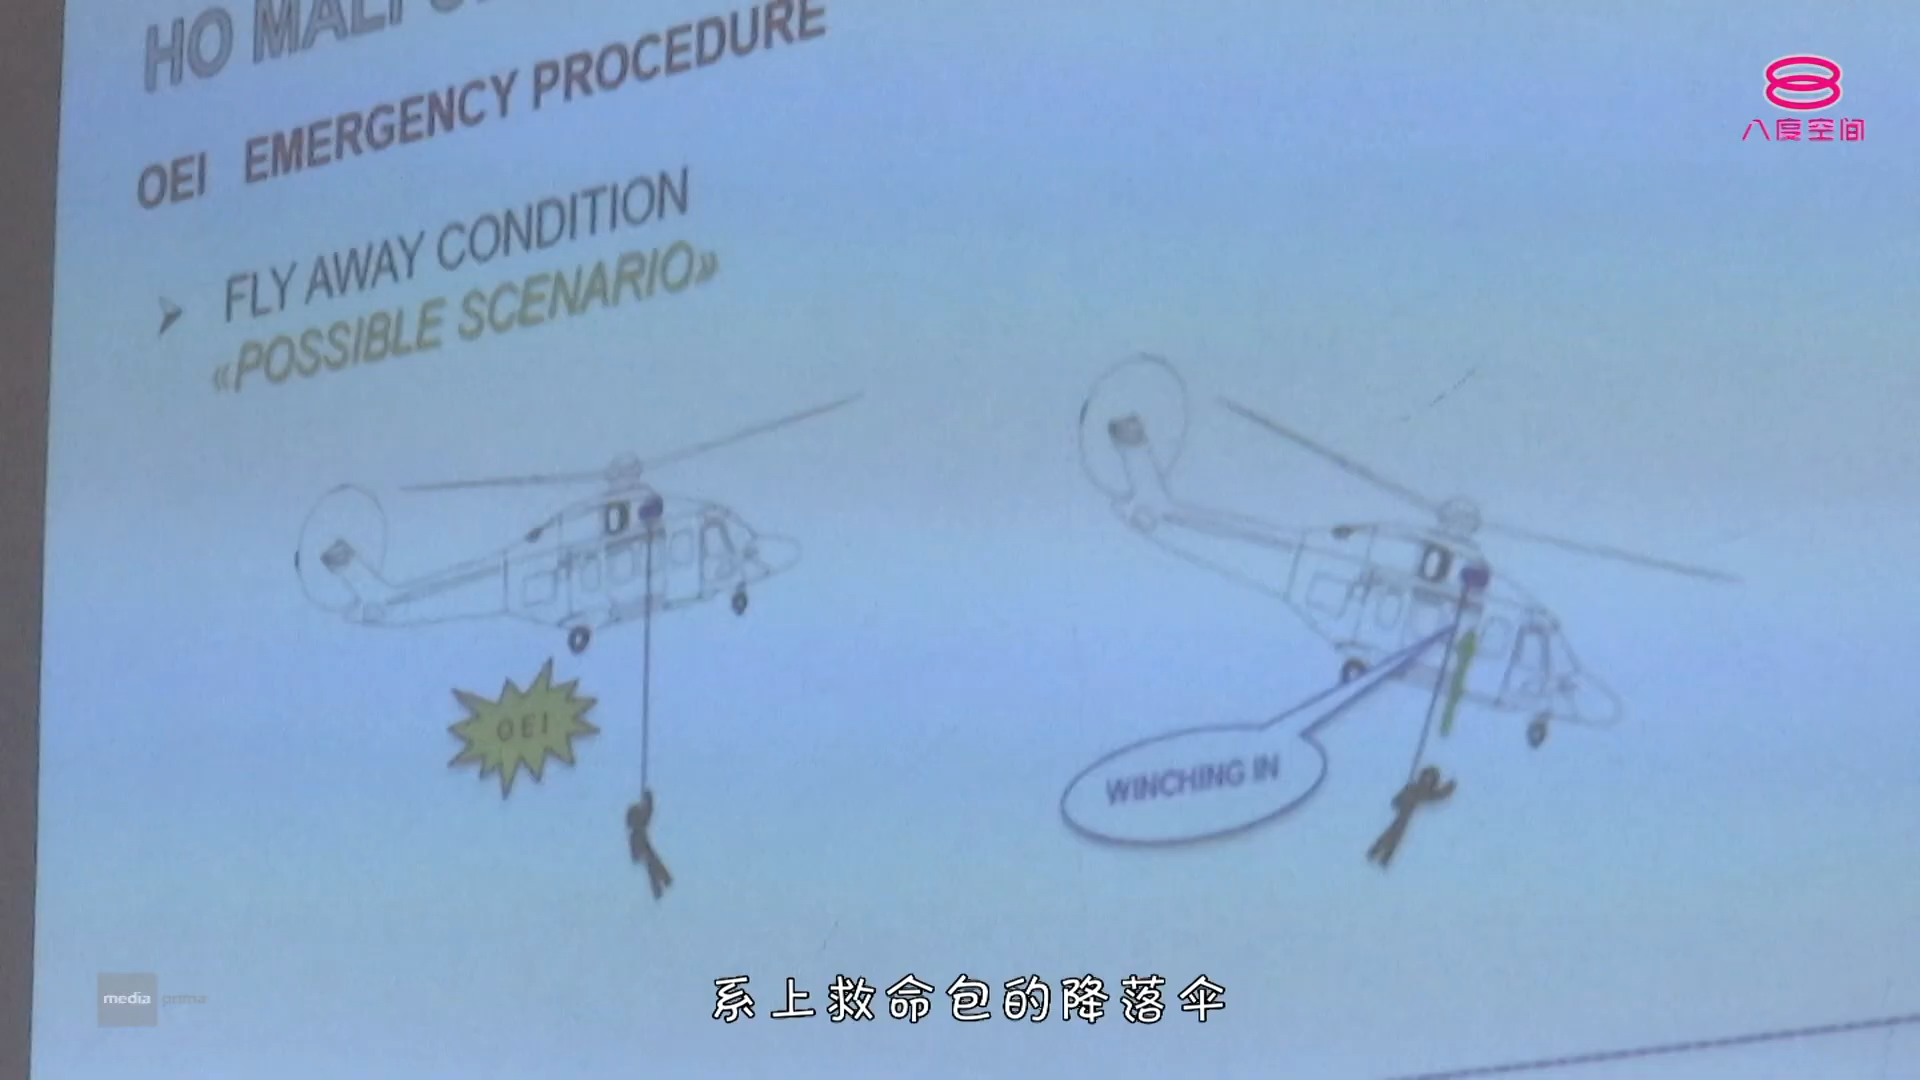 HO
OEI EMERGENCY PROCEDURE
FLY AWAY CONDITION
«POSSIBLE SCENARIO»
OEI
WINCHING IN
八度空间
media prima
系上救命包的降落伞